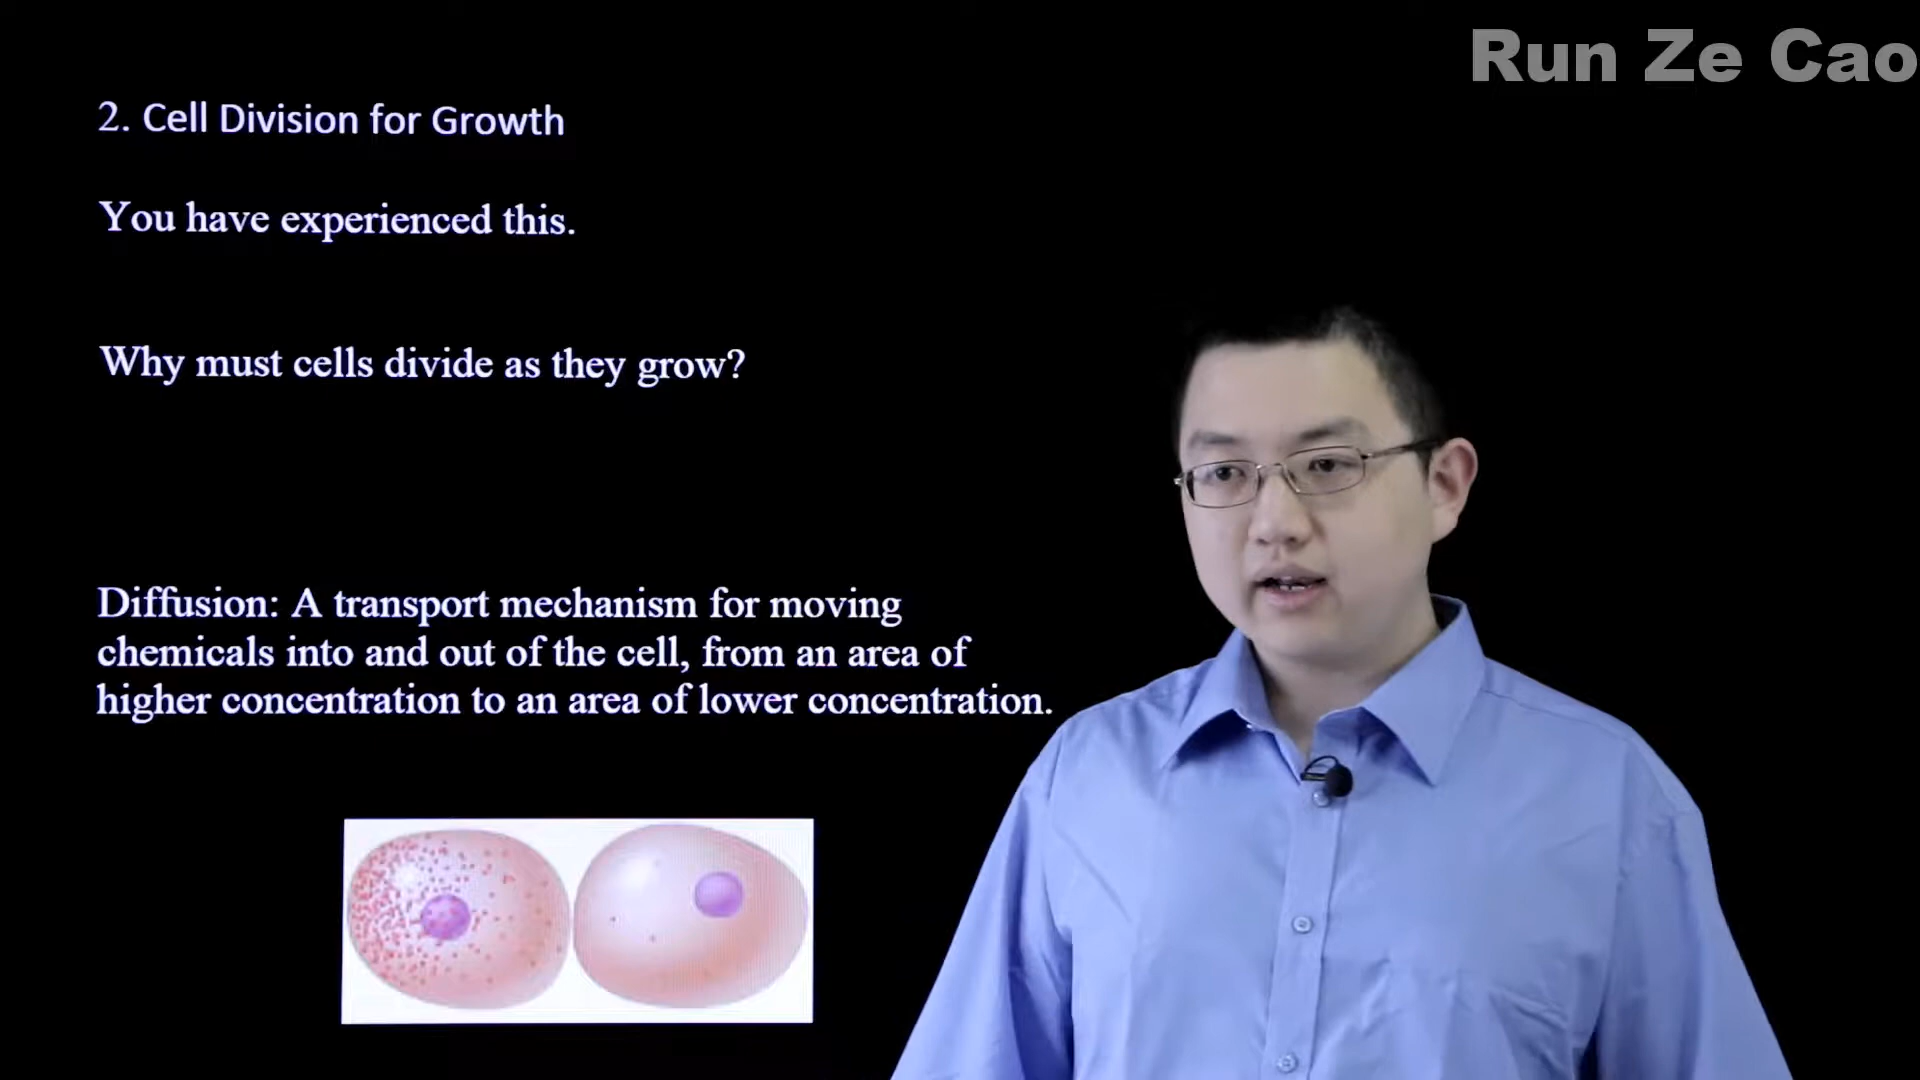 Run Ze Cao
2. Cell Division for Growth
You have experienced this.
Why must cells divide as they grow?
Diffusion: A transport mechanism for moving
chemicals into and out of the cell, from an area of
higher concentration to an area of lower concentration.